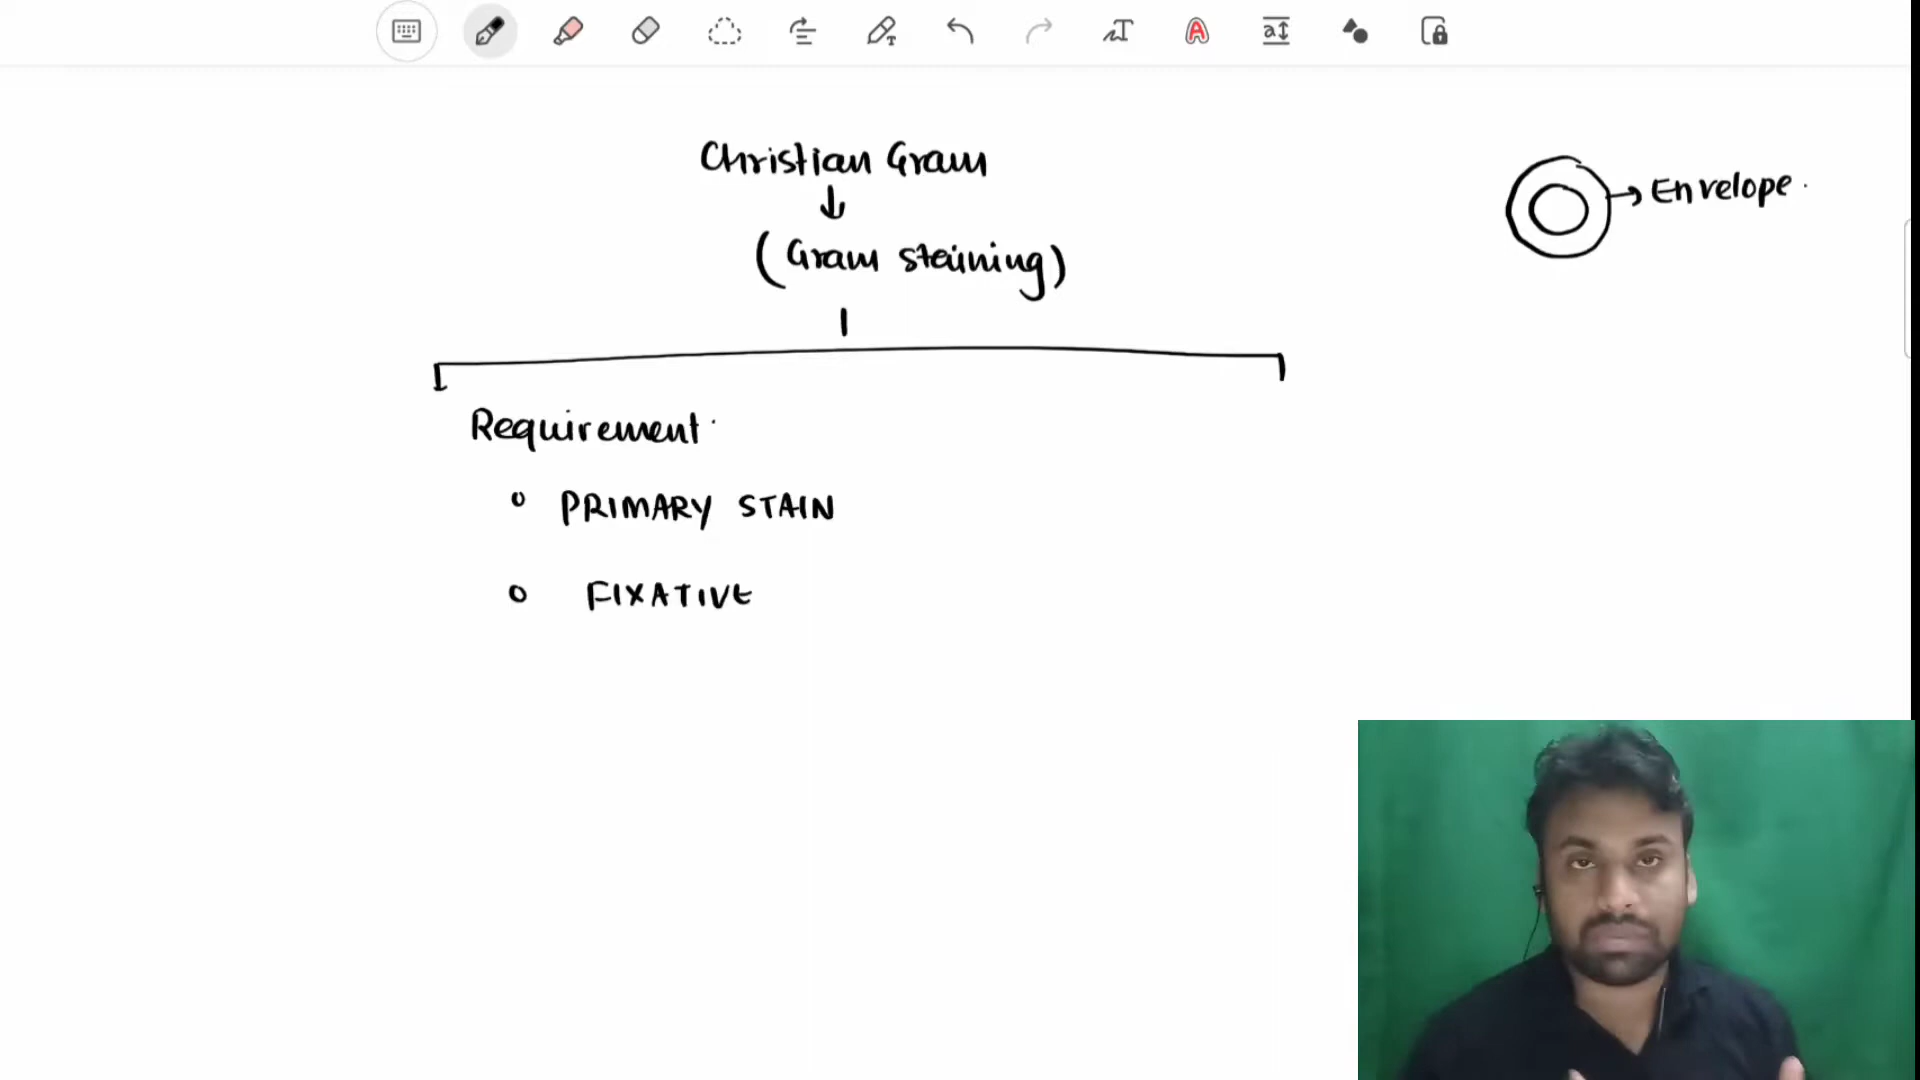 Christian Gram
↓
(Gram staining)
→ Envelope.
Requirement.
o PRIMARY STAIN
o FIXATIVE